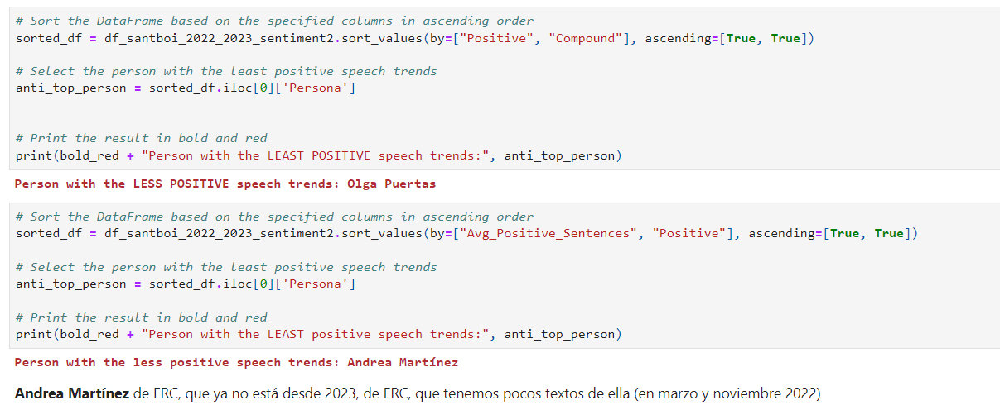 # Sort the DataFrame based on the specified columns in ascending order
sorted_df = df_santboi_2022_2023_sentiment2.sort_values(by=["Positive", "Compound"], ascending=[True, True])
# Select the person with the least positive speech trends
anti_top_person = sorted_df.iloc[0]['Persona']
# Print the result in bold and red
print(bold_red + "Person with the LEAST POSITIVE speech trends:", anti_top_person)
Person with the LESS POSITIVE speech trends: Olga Puertas
# Sort the DataFrame based on the specified columns in ascending order
sorted_df = df_santboi_2022_2023_sentiment2.sort_values(by=["Avg_Positive_Sentences", "Positive"], ascending=[True, True])
# Select the person with the least positive speech trends
anti_top_person = sorted_df.iloc[0]['Persona']
# Print the result in bold and red
print(bold_red + "Person with the LEAST positive speech trends:", anti_top_person)
Person with the less positive speech trends: Andrea Martínez
Andrea Martínez de ERC, que ya no está desde 2023, de ERC, que tenemos pocos textos de ella (en marzo y noviembre 2022)